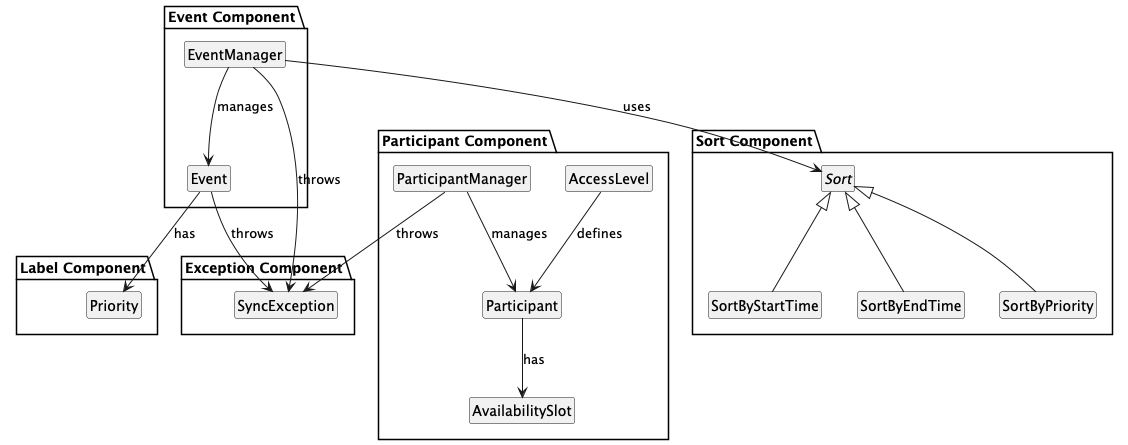 Event Component
EventManager
manages
uses
Participant Component
Sort Component
Event
throws
ParticipantManager
AccessLevel
Sort
has
throws
throws
manages
defines
Label Component
Exception Component
Priority
SyncException
Participant
SortByStartTime
SortByEndTime
SortByPriority
has
AvailabilitySlot